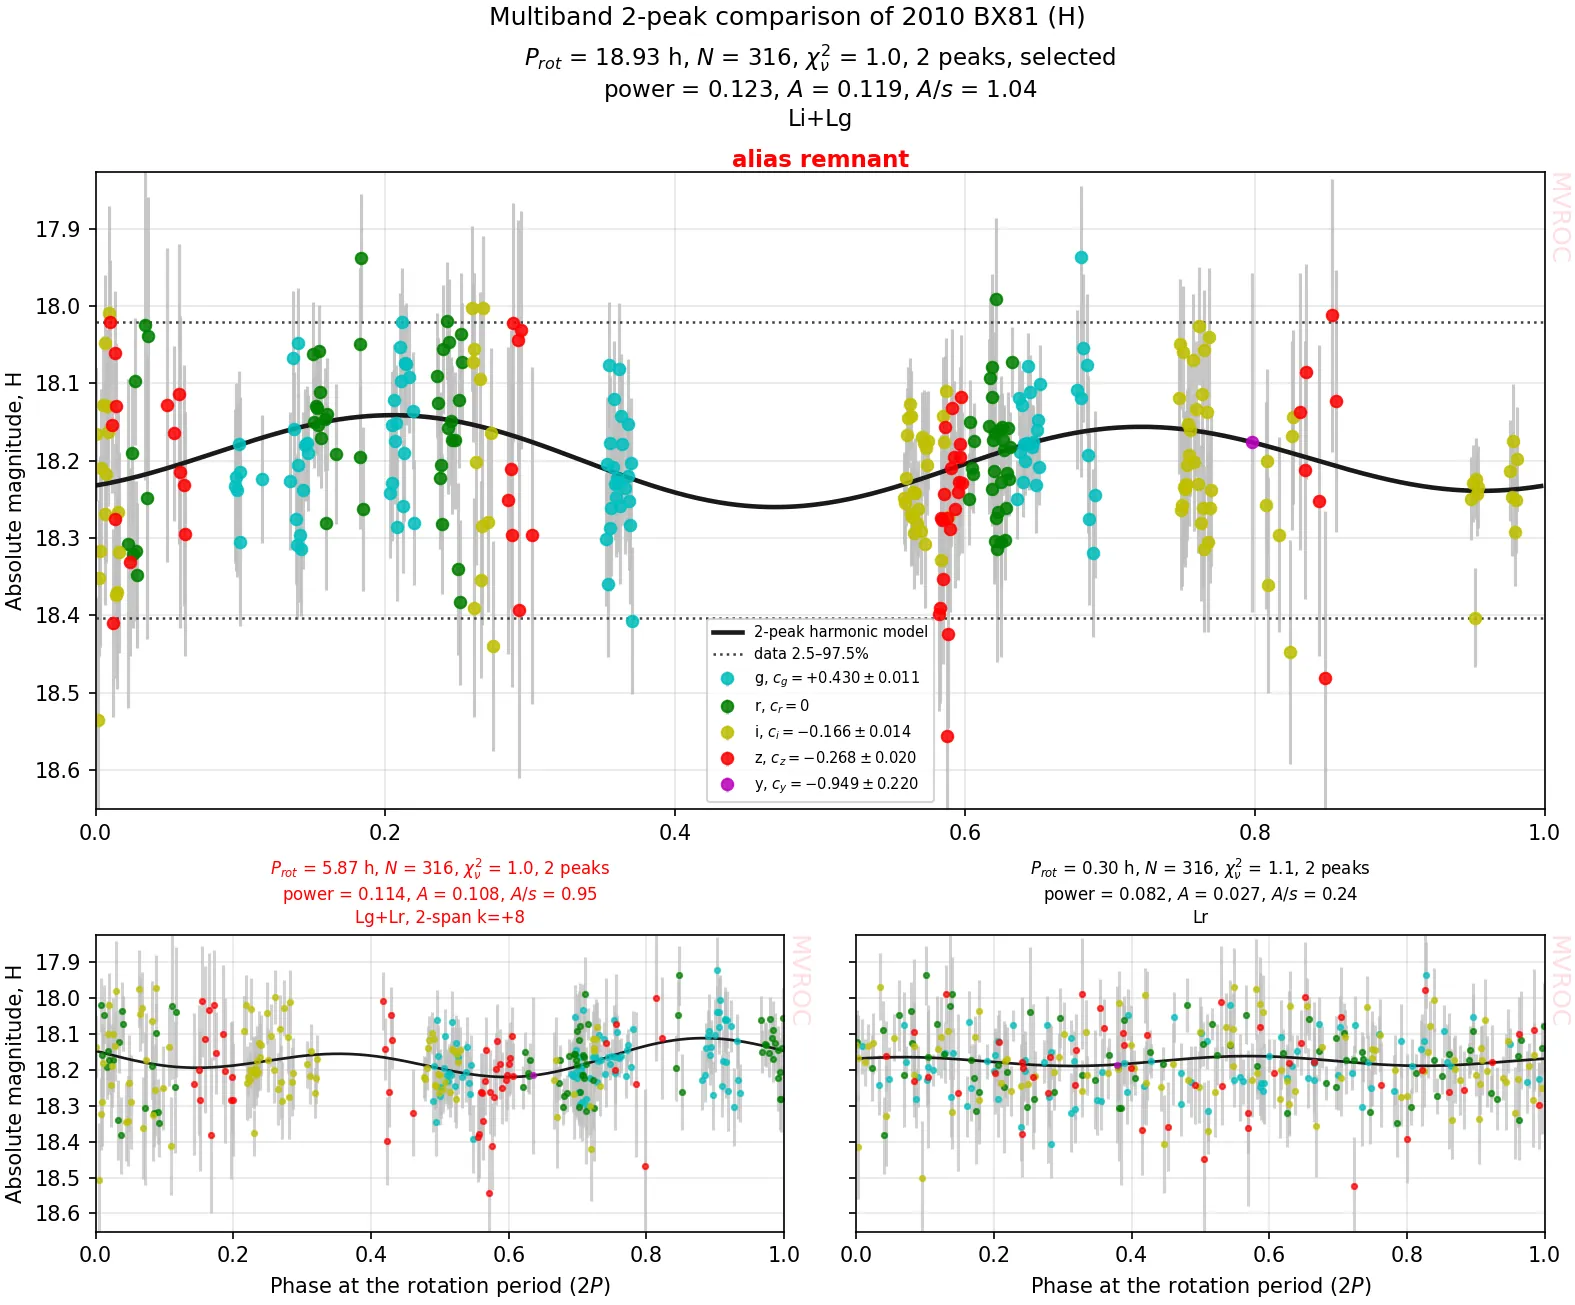 Multiband 2-peak comparison of 2010 BX81 (H)
P_rot = 18.93 h, N = 316, χ²_ν = 1.0, 2 peaks, selected
power = 0.123, A = 0.119, A/s = 1.04
Li+Lg
alias remnant
MVROC
Absolute magnitude, H
17.9
18.0
18.1
18.2
18.3
18.4
18.5
18.6
2-peak harmonic model
data 2.5–97.5%
g, c_g = +0.430 ± 0.011
r, c_r = 0
i, c_i = −0.166 ± 0.014
z, c_z = −0.268 ± 0.020
y, c_y = −0.949 ± 0.220
0.0 0.2 0.4 0.6 0.8 1.0
P_rot = 5.87 h, N = 316, χ²_ν = 1.0, 2 peaks
power = 0.114, A = 0.108, A/s = 0.95
Lg+Lr, 2-span k=+8
MVROC
Absolute magnitude, H
17.9
18.0
18.1
18.2
18.3
18.4
18.5
18.6
0.0 0.2 0.4 0.6 0.8 1.0
Phase at the rotation period (2P)
P_rot = 0.30 h, N = 316, χ²_ν = 1.1, 2 peaks
power = 0.082, A = 0.027, A/s = 0.24
Lr
MVROC
0.0 0.2 0.4 0.6 0.8 1.0
Phase at the rotation period (2P)